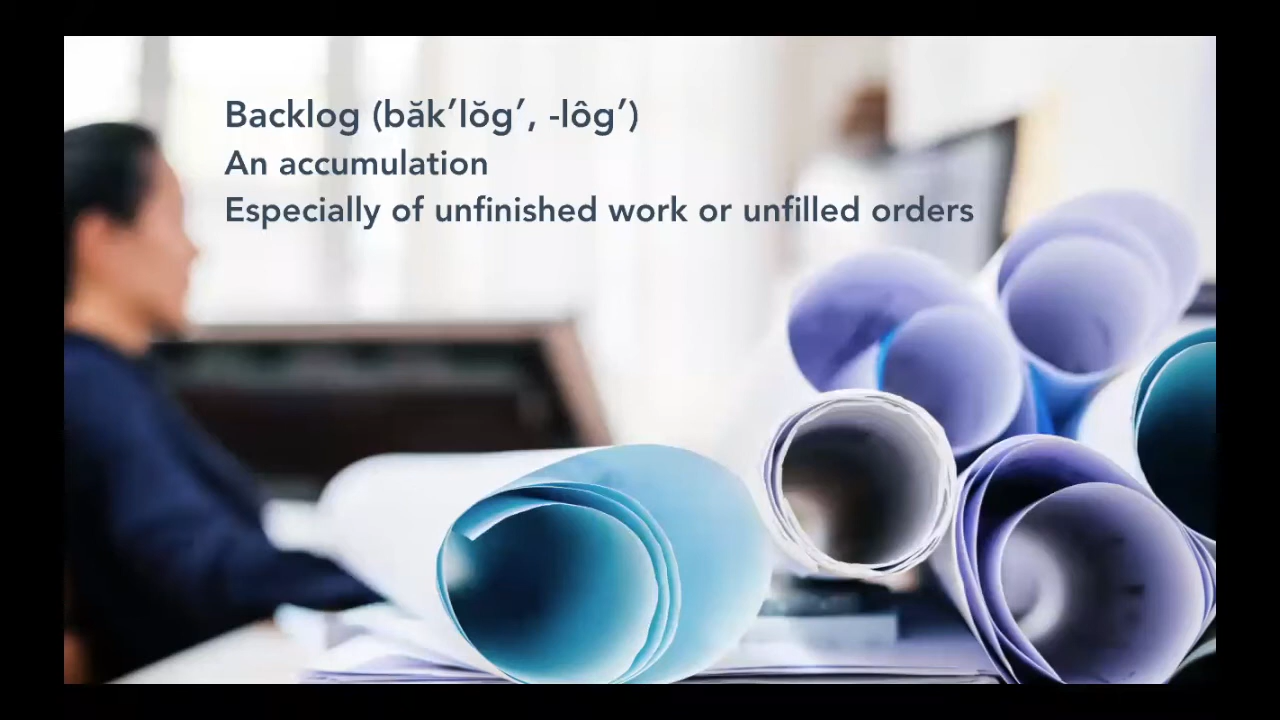 Backlog (băk’lŏg’, -lôg’)
An accumulation
Especially of unfinished work or unfilled orders